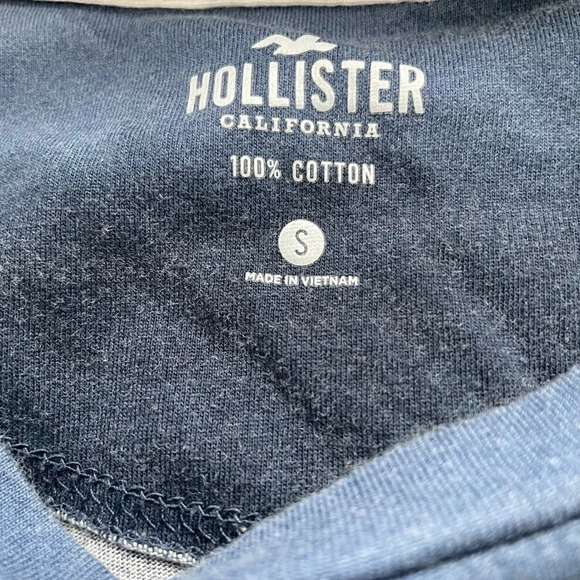 HOLLISTER
CALIFORNIA
100% COTTON
S
MADE IN VIETNAM